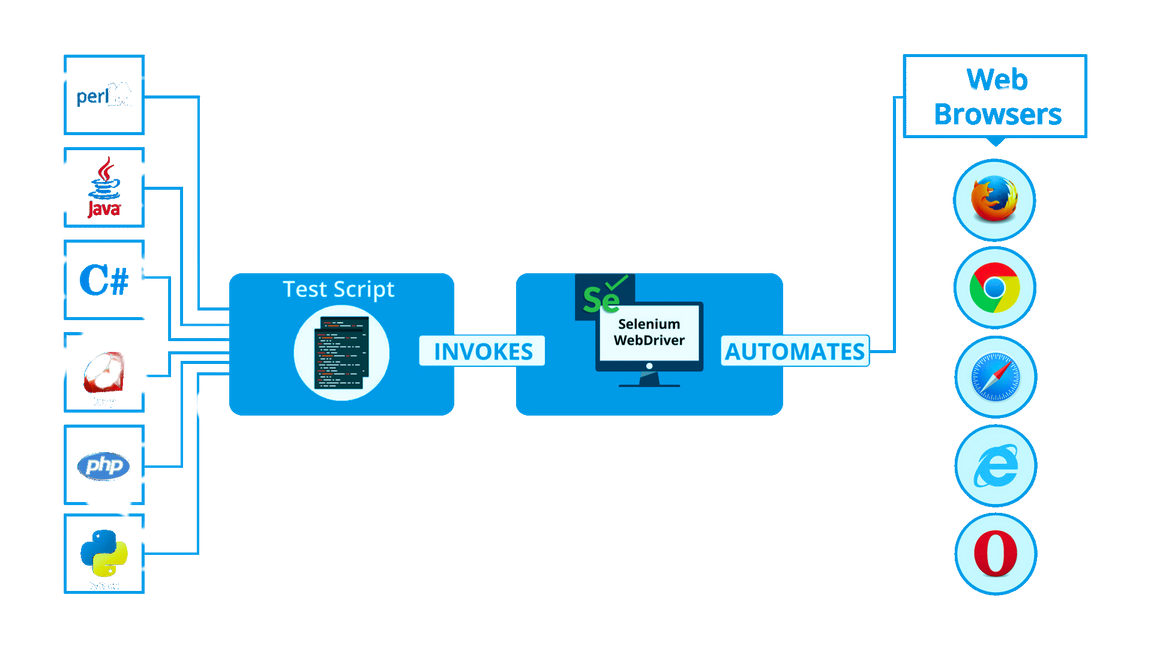 perl
Java
C#
php
Test Script
INVOKES
Se
Selenium
WebDriver
AUTOMATES
Web
Browsers